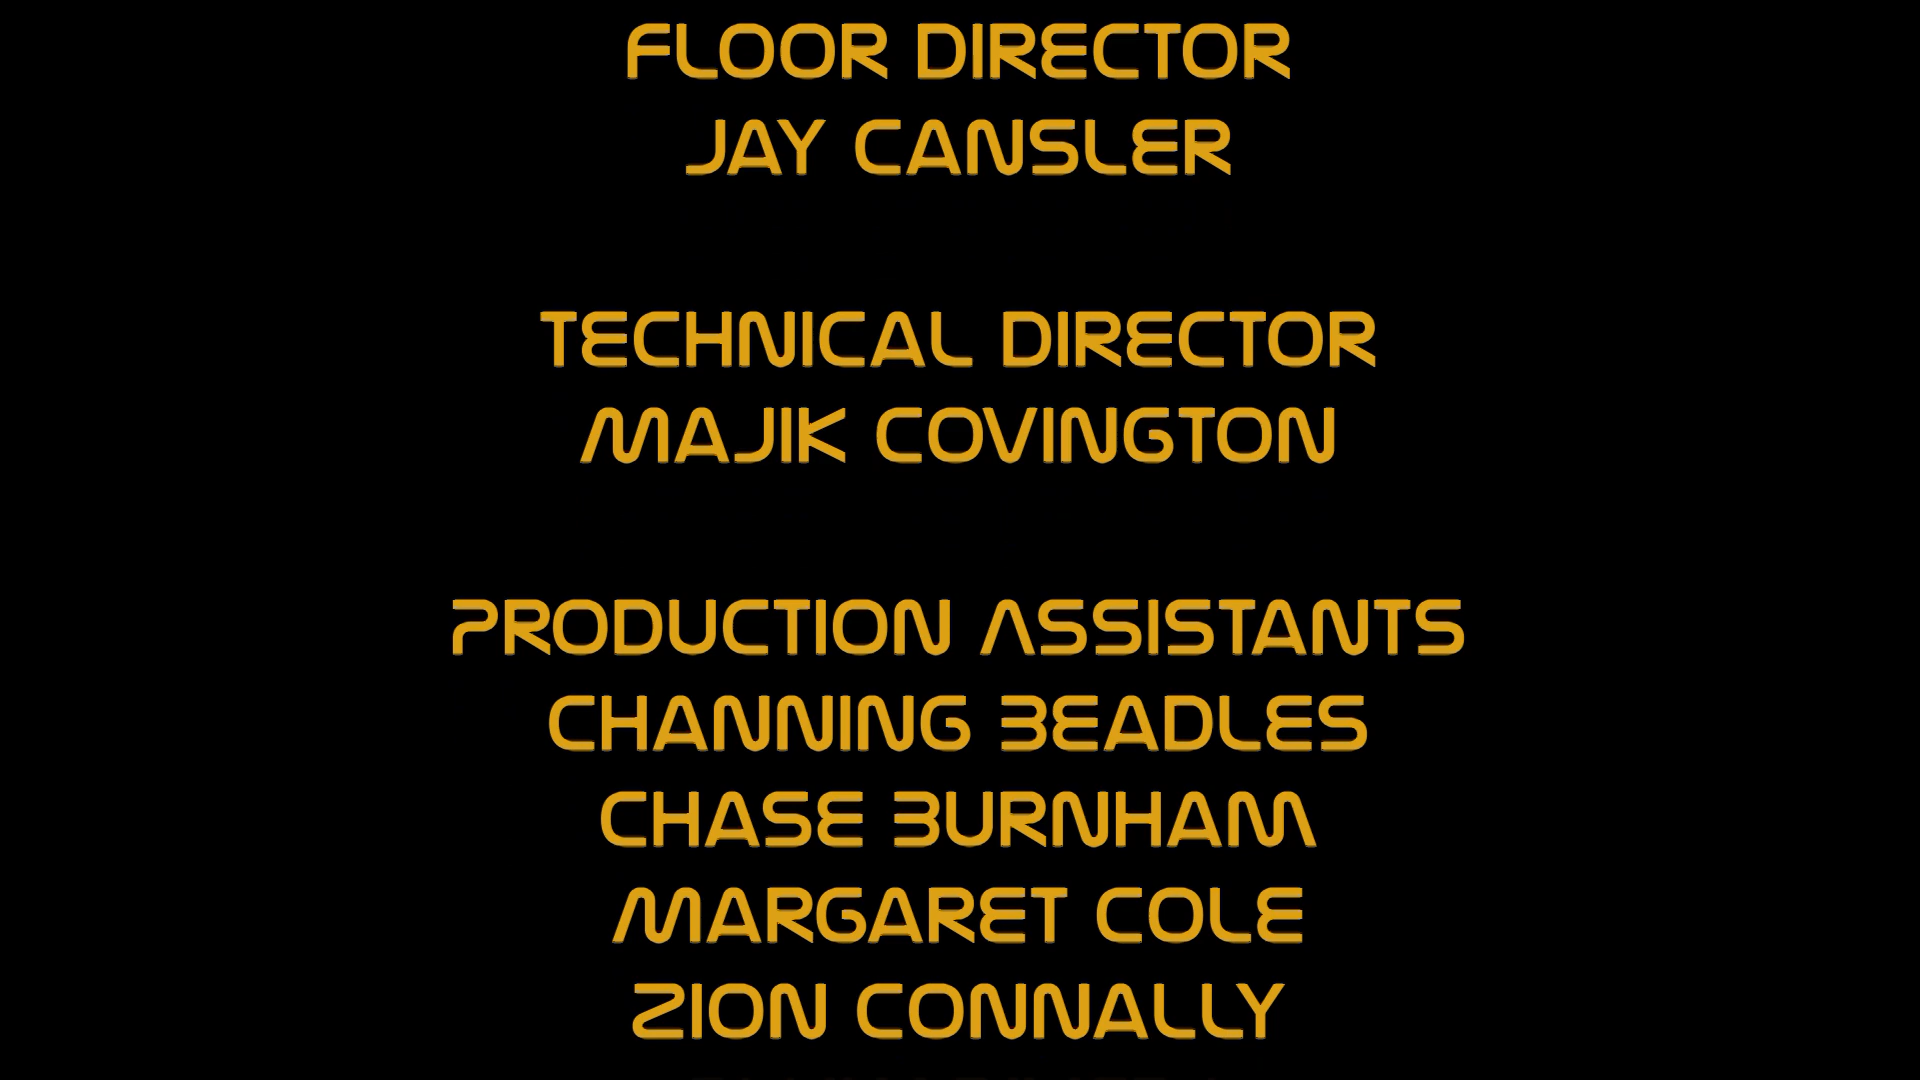 FLOOR DIRECTOR
JAY CANSLER
TECHNICAL DIRECTOR
MAJIK COVINGTON
PRODUCTION ASSISTANTS
CHANNING BEADLES
CHASE BURNHAM
MARGARET COLE
ZION CONNALLY